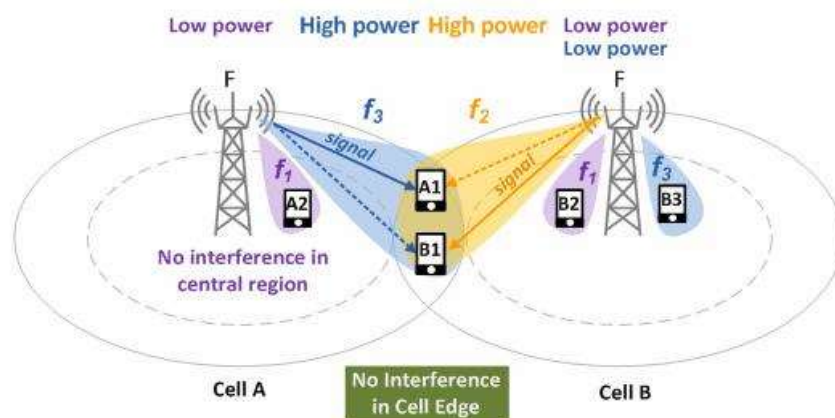 Low power
High power
High power
Low power
Low power
F
F
f3
f2
signal
signal
f1
A2
A1
B1
f1
B2
f3
B3
No interference in
central region
Cell A
No Interference
in Cell Edge
Cell B